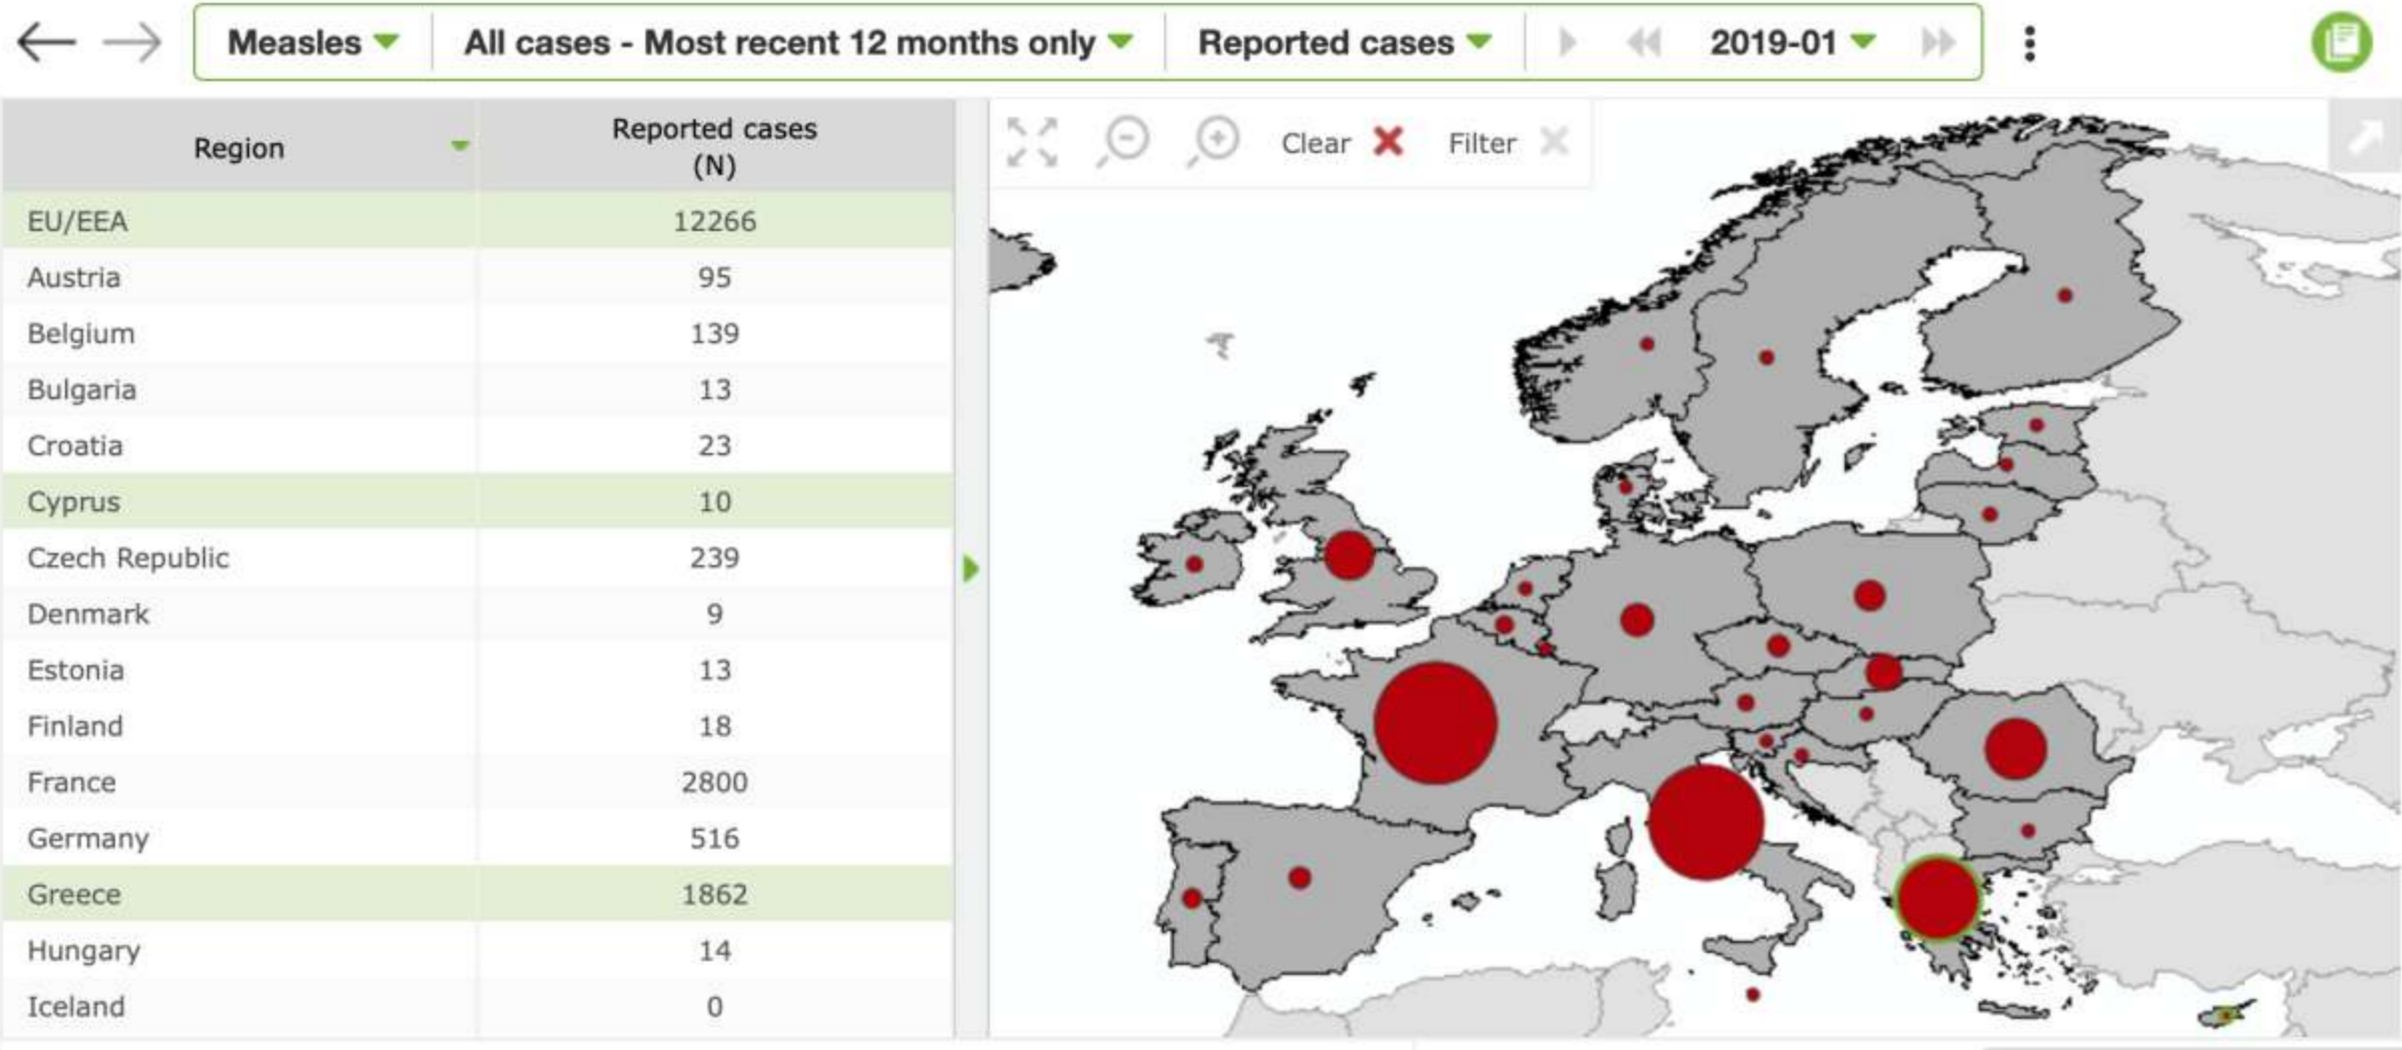 Measles All cases - Most recent 12 months only Reported cases 2019-01
Clear Filter
Region Reported cases
(N)
EU/EEA 12266
Austria 95
Belgium 139
Bulgaria 13
Croatia 23
Cyprus 10
Czech Republic 239
Denmark 9
Estonia 13
Finland 18
France 2800
Germany 516
Greece 1862
Hungary 14
Iceland 0